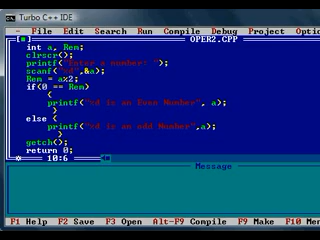 Turbo C++ IDE
File Edit Search Run Compile Debug Project Optio
OPER2.CPP
int a, Rem;
clrscr();
printf("Enter a number: ");
scanf("%d",&a);
Rem = a%2;
if(0 == Rem)
{
printf("%d is an Even Number", a);
}
else {
printf("%d is an odd Number",a);
}
getch();
return 0;
10:6
Message
F1 Help F2 Save F3 Open Alt-F9 Compile F9 Make F10 Men